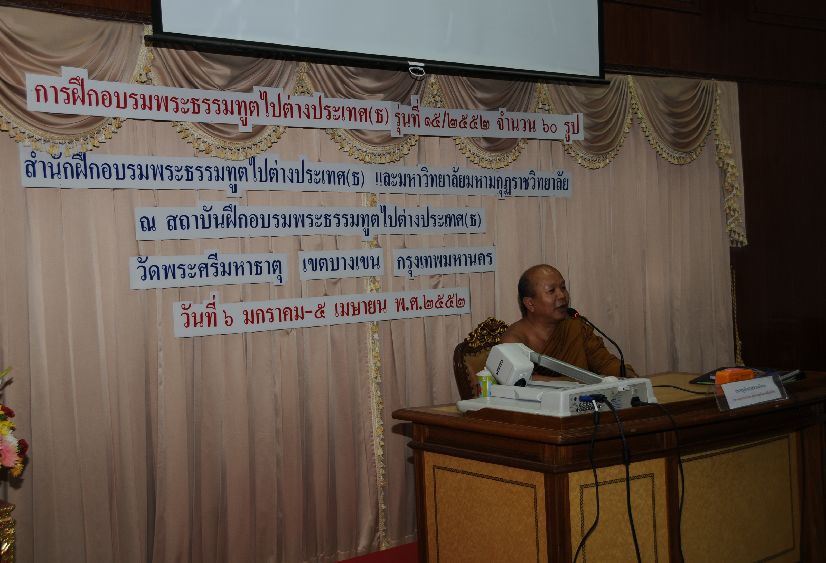 การฝึกอบรมพระธรรมทูตไปต่างประเทศ(ธ) รุ่นที่ ๑๕/๒๕๕๒ จำนวน ๖๐ รูป
สำนักฝึกอบรมพระธรรมทูตไปต่างประเทศ(ธ) และมหาวิทยาลัยมหามกุฏราชวิทยาลัย
ณ สถาบันฝึกอบรมพระธรรมทูตไปต่างประเทศ(ธ)
วัดพระศรีมหาธาตุ เขตบางเขน กรุงเทพมหานคร
วันที่ ๖ มกราคม-๕ เมษายน พ.ศ.๒๕๕๒